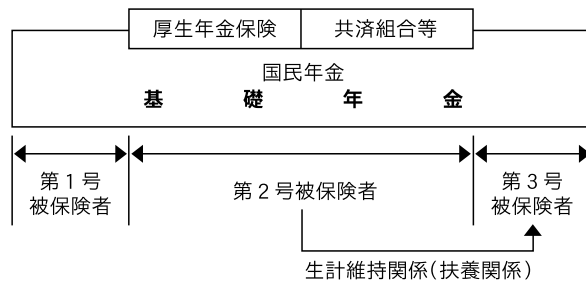 厚生年金保険 共済組合等
国民年金
基礎年金
第1号
被保険者
第2号被保険者
第3号
被保険者
生計維持関係（扶養関係）